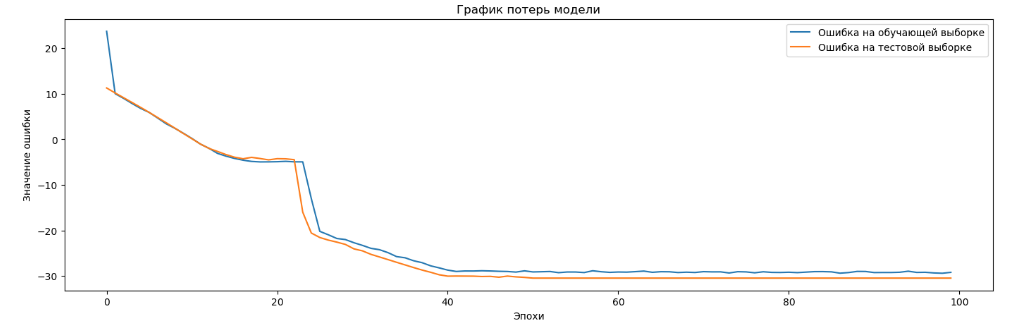 График потерь модели
Ошибка на обучающей выборке
Ошибка на тестовой выборке
Значение ошибки
20
10
0
−10
−20
−30
0
20
40
60
80
100
Эпохи